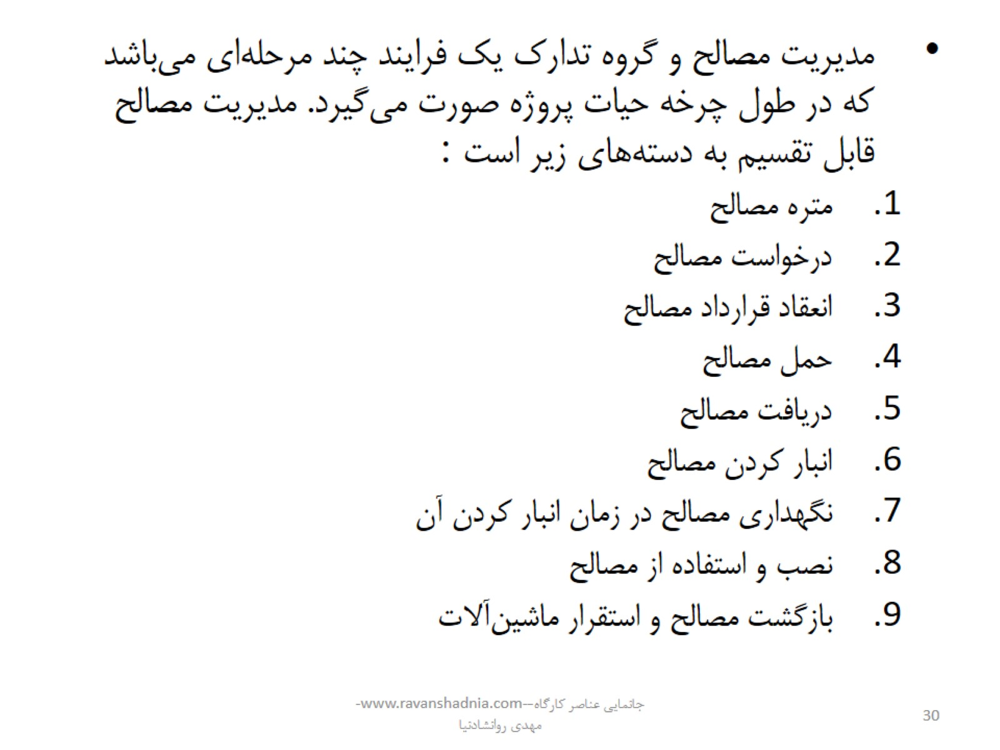 • مدیریت مصالح و گروه تدارک یک فرایند چند مرحله‌ای می‌باشد
که در طول چرخه حیات پروژه صورت می‌گیرد. مدیریت مصالح
قابل تقسیم به دسته‌های زیر است :
1. متره مصالح
2. درخواست مصالح
3. انعقاد قرارداد مصالح
4. حمل مصالح
5. دریافت مصالح
6. انبار کردن مصالح
7. نگهداری مصالح در زمان انبار کردن آن
8. نصب و استفاده از مصالح
9. بازگشت مصالح و استقرار ماشین‌آلات
جانمایی عناصر کارگاه--www.ravanshadnia.com-
مهدی روانشادنیا
30